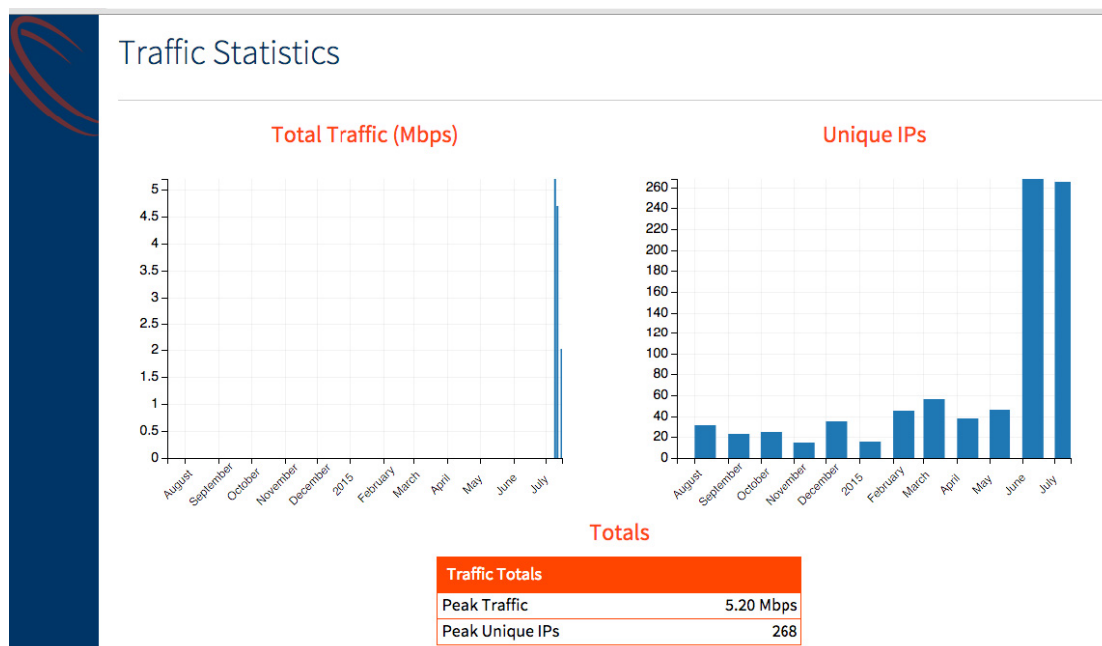 Traffic Statistics
Total Traffic (Mbps)
5
4.5
4
3.5
3
2.5
2
1.5
1
0.5
0
August September October November December 2015 February March April May June July
Unique IPs
260
240
220
200
180
160
140
120
100
80
60
40
20
0
August September October November December 2015 February March April May June July
Totals
Traffic Totals
Peak Traffic 5.20 Mbps
Peak Unique IPs 268